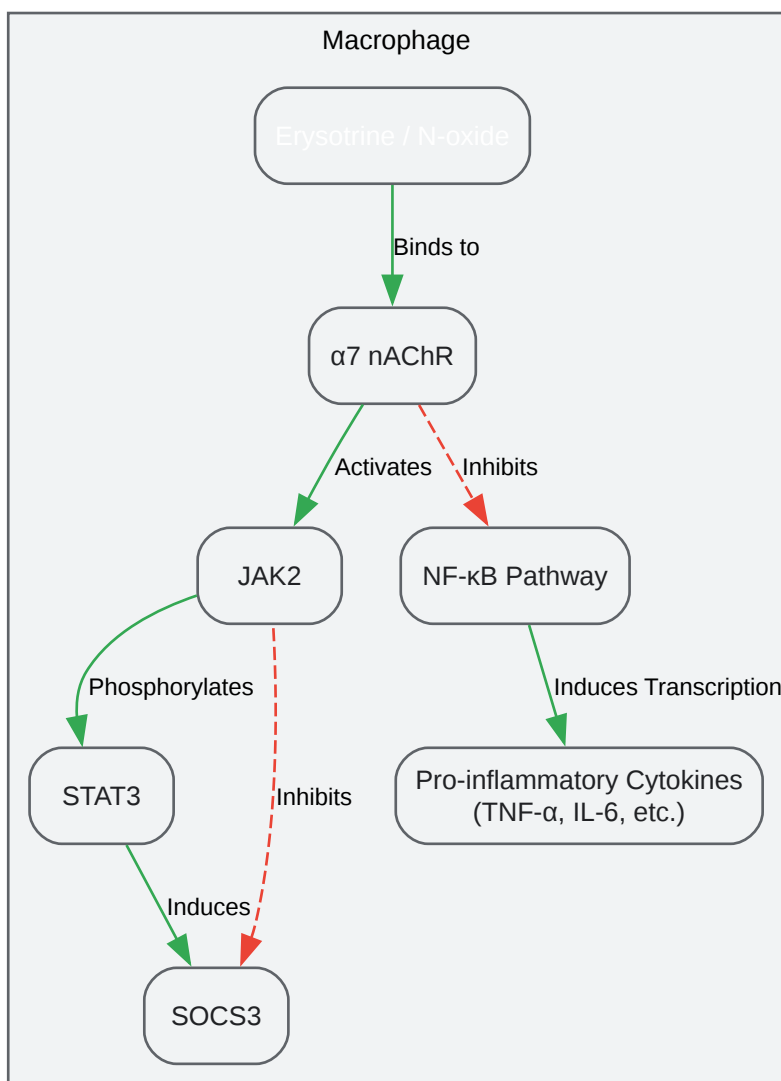 Macrophage
Erysotrine / N-oxide
Binds to
α7 nAChR
Activates
Inhibits
JAK2
NF-κB Pathway
Phosphorylates
Induces Transcription
STAT3
Inhibits
Pro-inflammatory Cytokines
(TNF-α, IL-6, etc.)
Induces
SOCS3